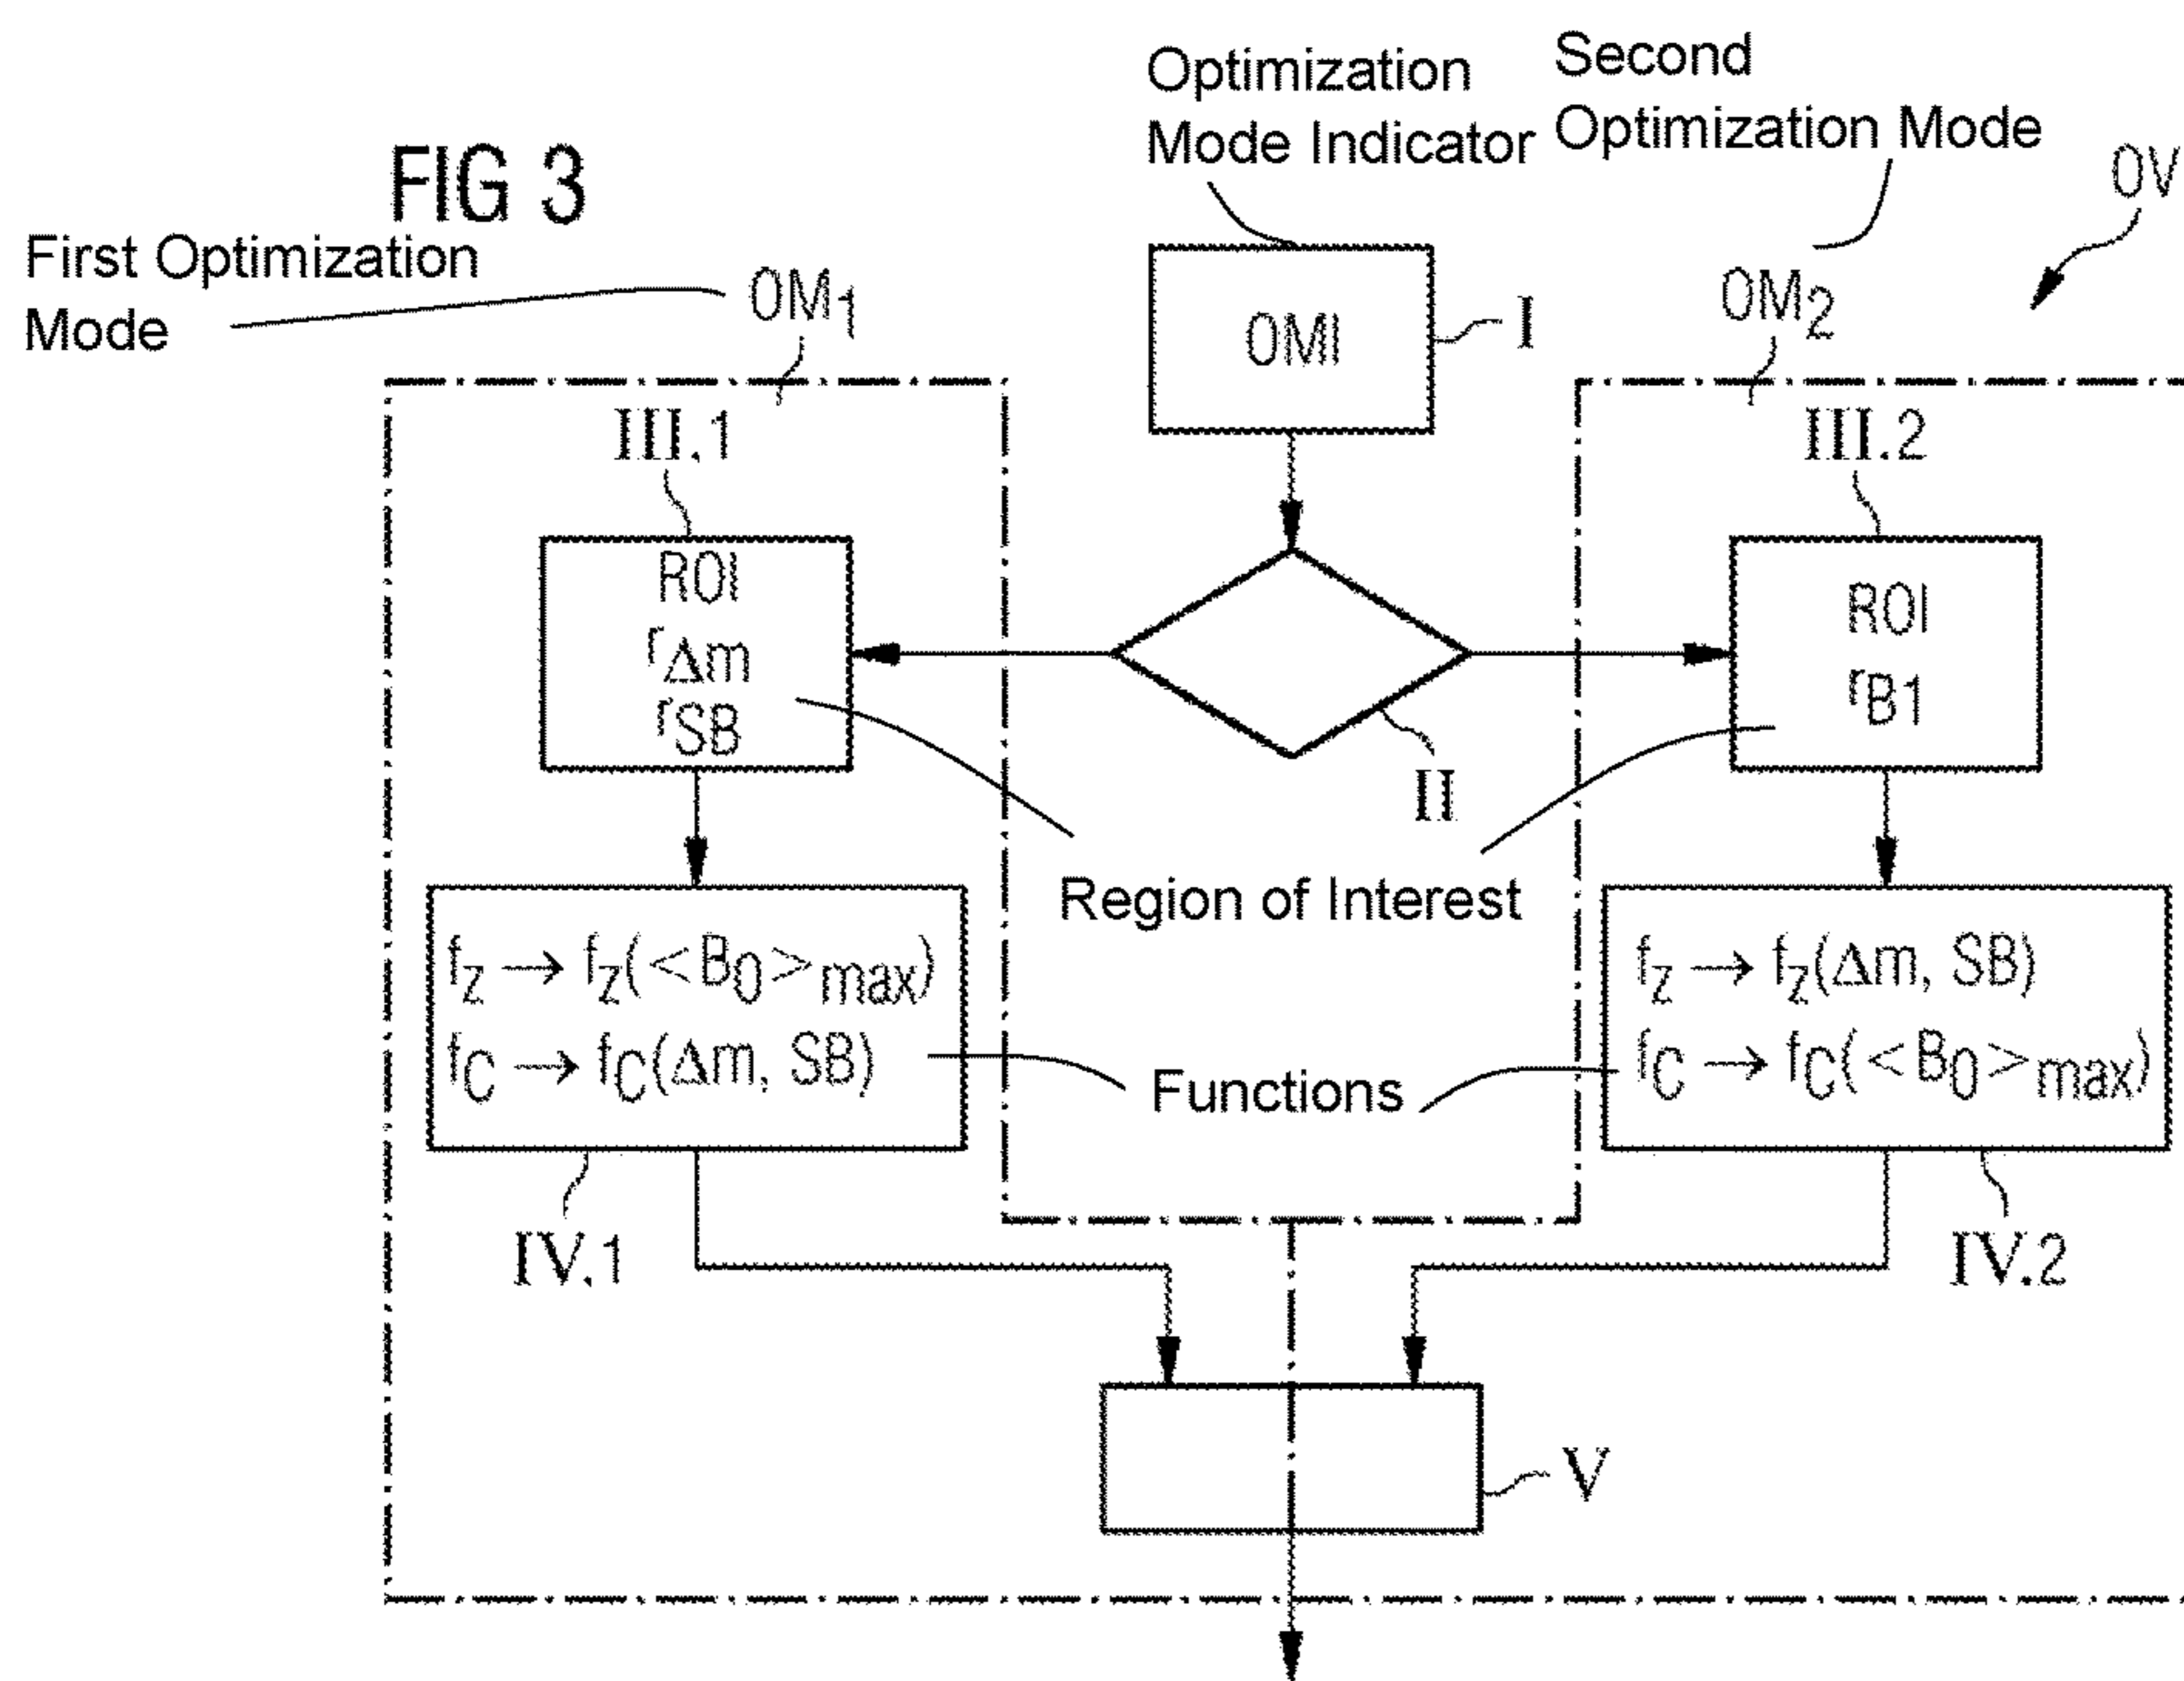 Optimization
Mode Indicator
Second
Optimization Mode
OV
FIG 3
First Optimization
Mode
OM1
OMI
I
OM2
III.1
III.2
ROI
rΔm
rSB
ROI
rB1
II
Region of Interest
fz → fz(<B0>max)
fC → fC(Δm, SB)
Functions
fz → fz(Δm, SB)
fC → fC(<B0>max)
IV.1
IV.2
V